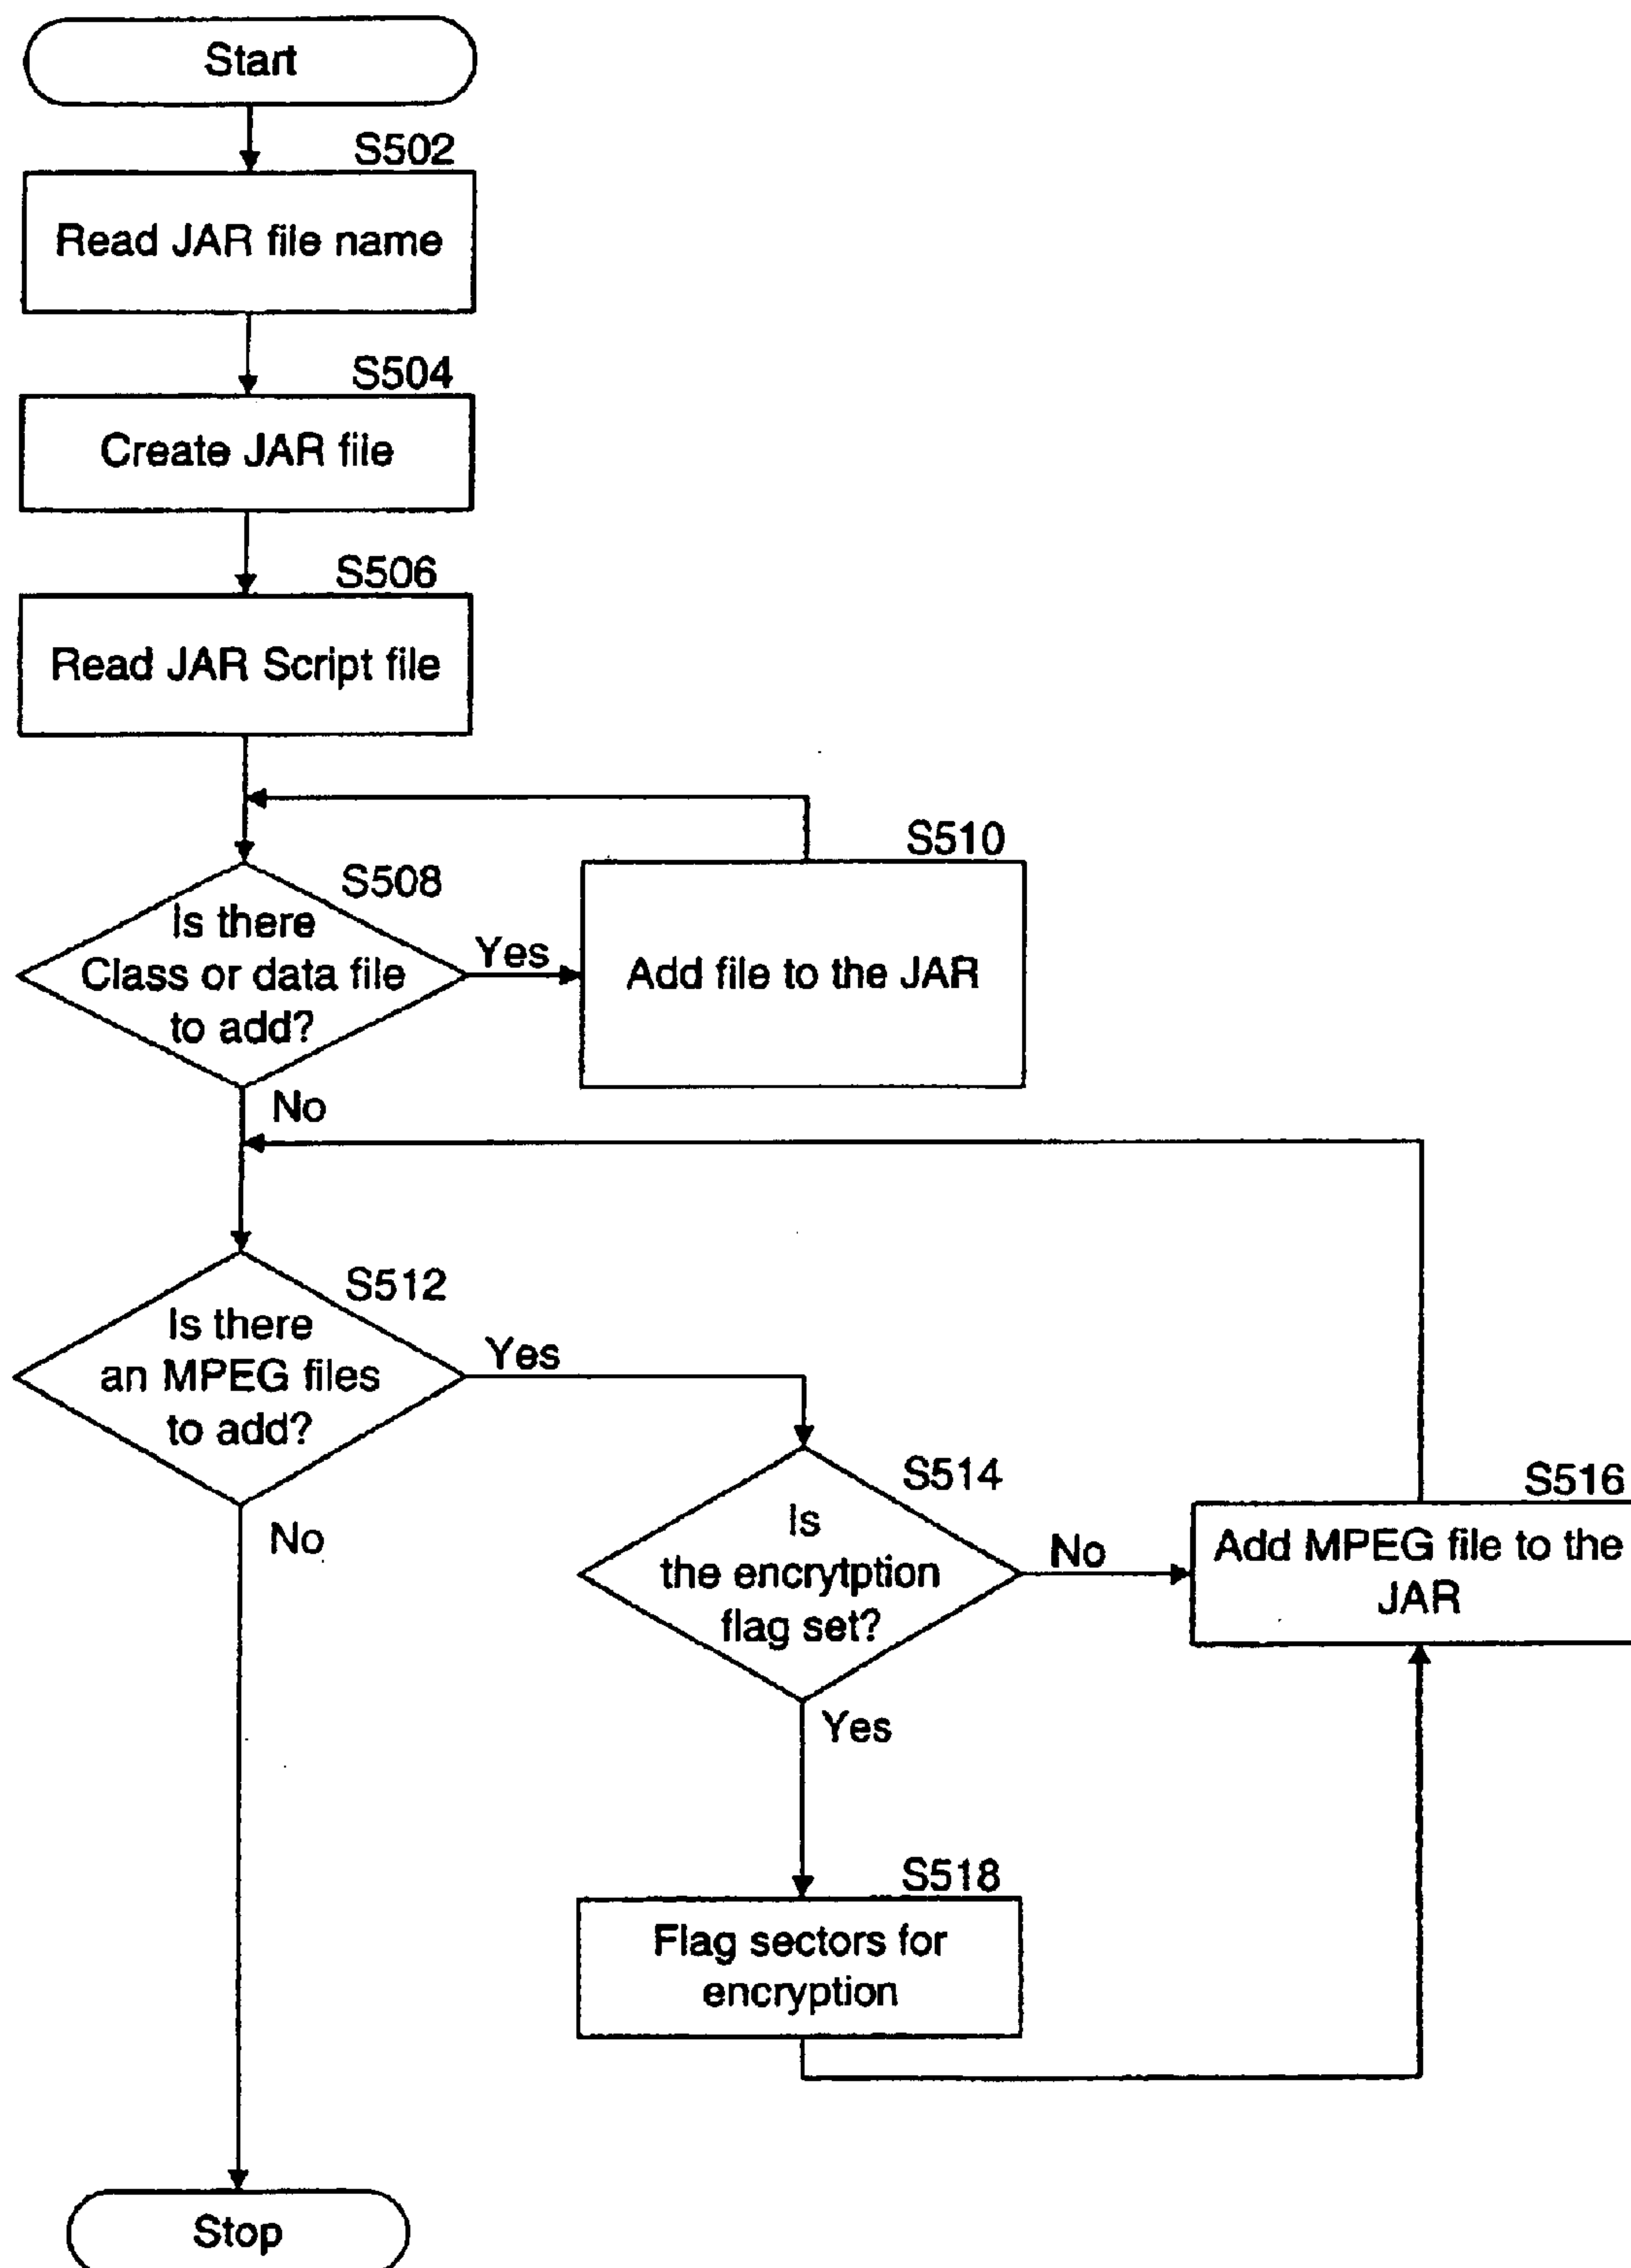 Start
S502
Read JAR file name
S504
Create JAR file
S506
Read JAR Script file
S508
Is there
Class or data file
to add?
Yes
S510
Add file to the JAR
No
S512
Is there
an MPEG files
to add?
Yes
No
S514
Is
the encrytption
flag set?
No
S516
Add MPEG file to the
JAR
Yes
S518
Flag sectors for
encryption
Stop